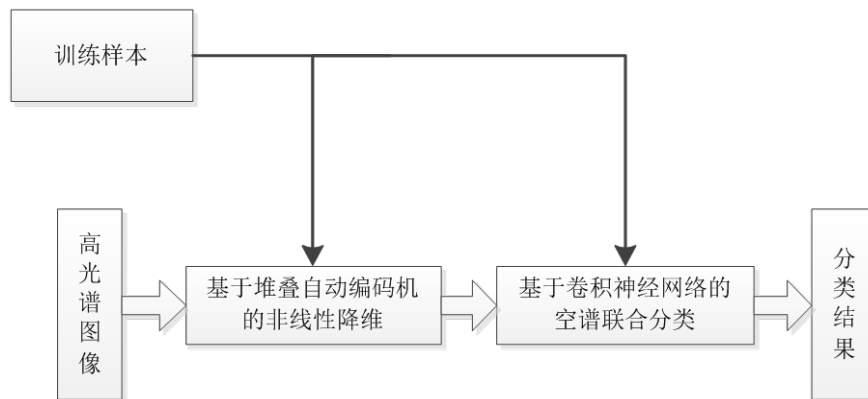 训练样本
高光谱图像
基于堆叠自动编码机
的非线性降维
基于卷积神经网络的
空谱联合分类
分类结果